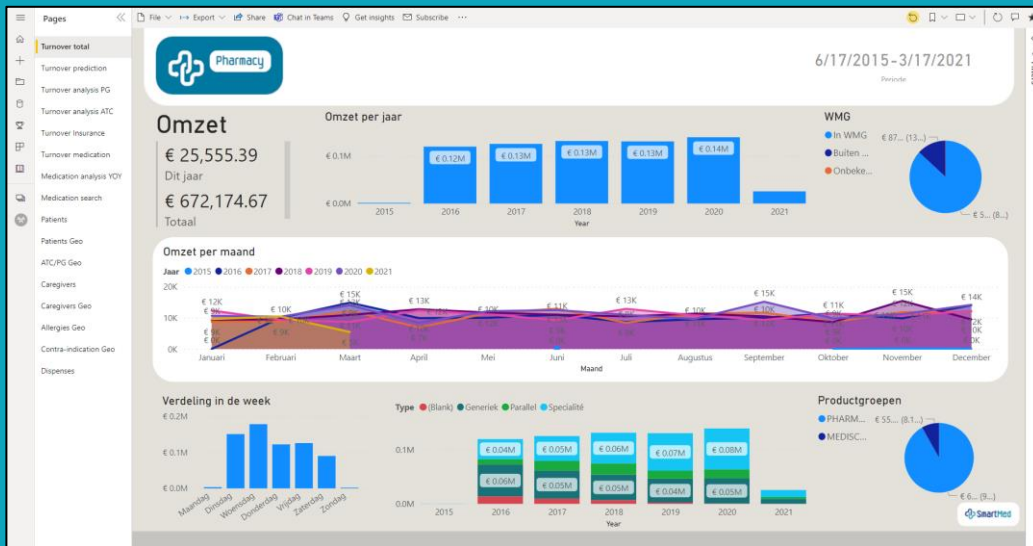 Pages
File
Export
Share
Chat in Teams
Get insights
Subscribe
Turnover total
Turnover prediction
Turnover analysis PG
Turnover analysis ATC
Turnover Insurance
Turnover medication
Medication analysis YOY
Medication search
Patients
Patients Geo
ATC/PG Geo
Caregivers
Caregivers Geo
Allergies Geo
Contra-indication Geo
Dispenses
Pharmacy
6/17/2015-3/17/2021
Periode
Omzet
€ 25,555.39
Dit jaar
€ 672,174.67
Totaal
Omzet per jaar
€ 0.1M
€ 0.0M
€ 0.12M
€ 0.13M
€ 0.13M
€ 0.13M
€ 0.14M
2015 2016 2017 2018 2019 2020 2021
Year
WMG
In WMG
Buiten ...
Onbeke...
€ 87... (13...)
€ 5... (8...)
Omzet per maand
Jaar 2015 2016 2017 2018 2019 2020 2021
20K
10K
0K
€ 12K
€ 10K
€ 15K
€ 13K
€ 11K
€ 13K
€ 15K
€ 11K
€ 15K
€ 14K
Januari Februari Maart April Mei Juni Juli Augustus September Oktober November December
Maand
Verdeling in de week
€ 0.2M
€ 0.1M
€ 0.0M
Maandag Dinsdag Woensdag Donderdag Vrijdag Zaterdag Zondag
Type (Blank) Generiek Parallel Specialité
0.1M
0.0M
€ 0.04M
€ 0.05M
€ 0.06M
€ 0.07M
€ 0.08M
€ 0.06M
€ 0.05M
€ 0.05M
€ 0.04M
€ 0.05M
2015 2016 2017 2018 2019 2020 2021
Year
Productgroepen
PHARM...
MEDISC...
€ 55... (8.1...)
€ 6... (9...)
SmartMed